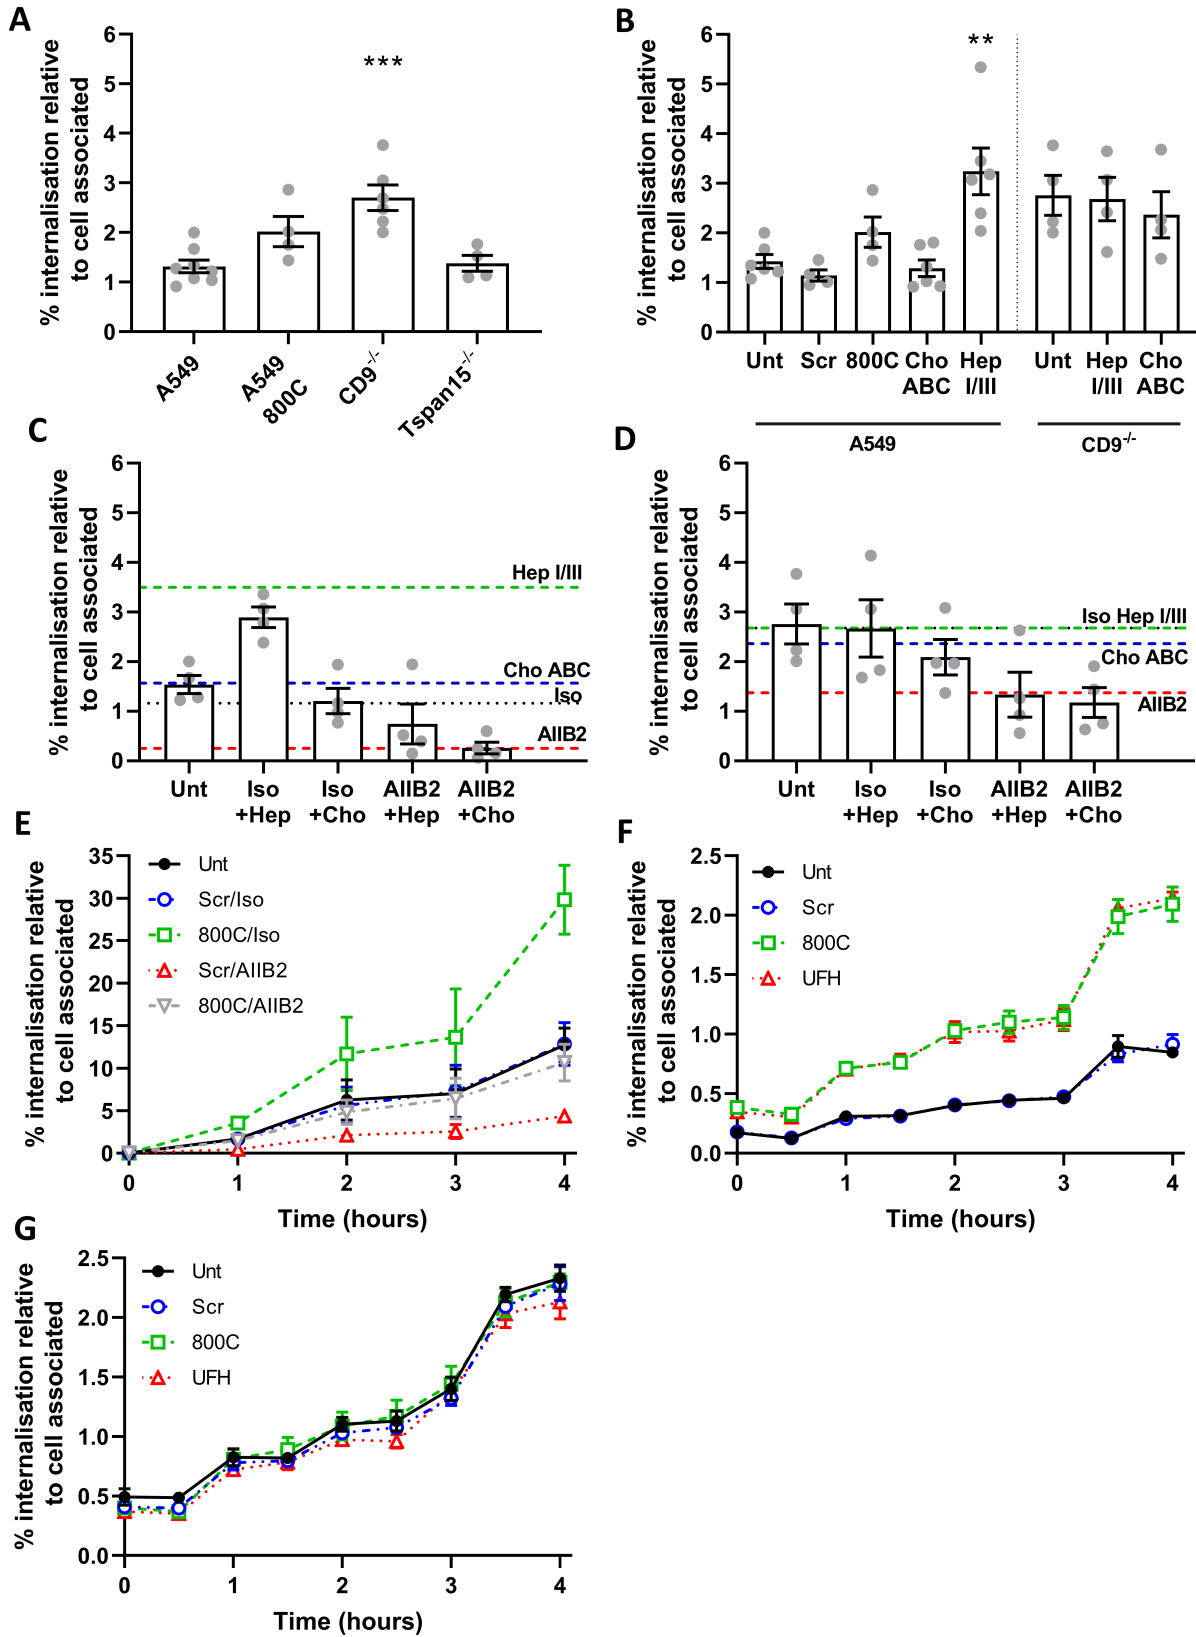 A
% internalisation relative
to cell associated
6
5
4
3
2
1
0
***
A549
A549
800C
CD9-/-
Tspan15-/-
B
% internalisation relative
to cell associated
6
5
4
3
2
1
0
**
Unt
Scr
800C
Cho
ABC
Hep
I/III
Unt
Hep
I/III
Cho
ABC
A549
CD9-/-
C
% internalisation relative
to cell associated
6
5
4
3
2
1
0
Hep I/III
Cho ABC
Iso
AIIB2
Unt
Iso
+Hep
Iso
+Cho
AIIB2
+Hep
AIIB2
+Cho
D
% internalisation relative
to cell associated
6
5
4
3
2
1
0
Iso Hep I/III
Cho ABC
AIIB2
Unt
Iso
+Hep
Iso
+Cho
AIIB2
+Hep
AIIB2
+Cho
E
% internalisation relative
to cell associated
35
30
25
20
15
10
5
0
Unt
Scr/Iso
800C/Iso
Scr/AIIB2
800C/AIIB2
0 1 2 3 4
Time (hours)
F
% internalisation relative
to cell associated
2.5
2.0
1.5
1.0
0.5
0.0
Unt
Scr
800C
UFH
0 1 2 3 4
Time (hours)
G
% internalisation relative
to cell associated
2.5
2.0
1.5
1.0
0.5
0.0
Unt
Scr
800C
UFH
0 1 2 3 4
Time (hours)